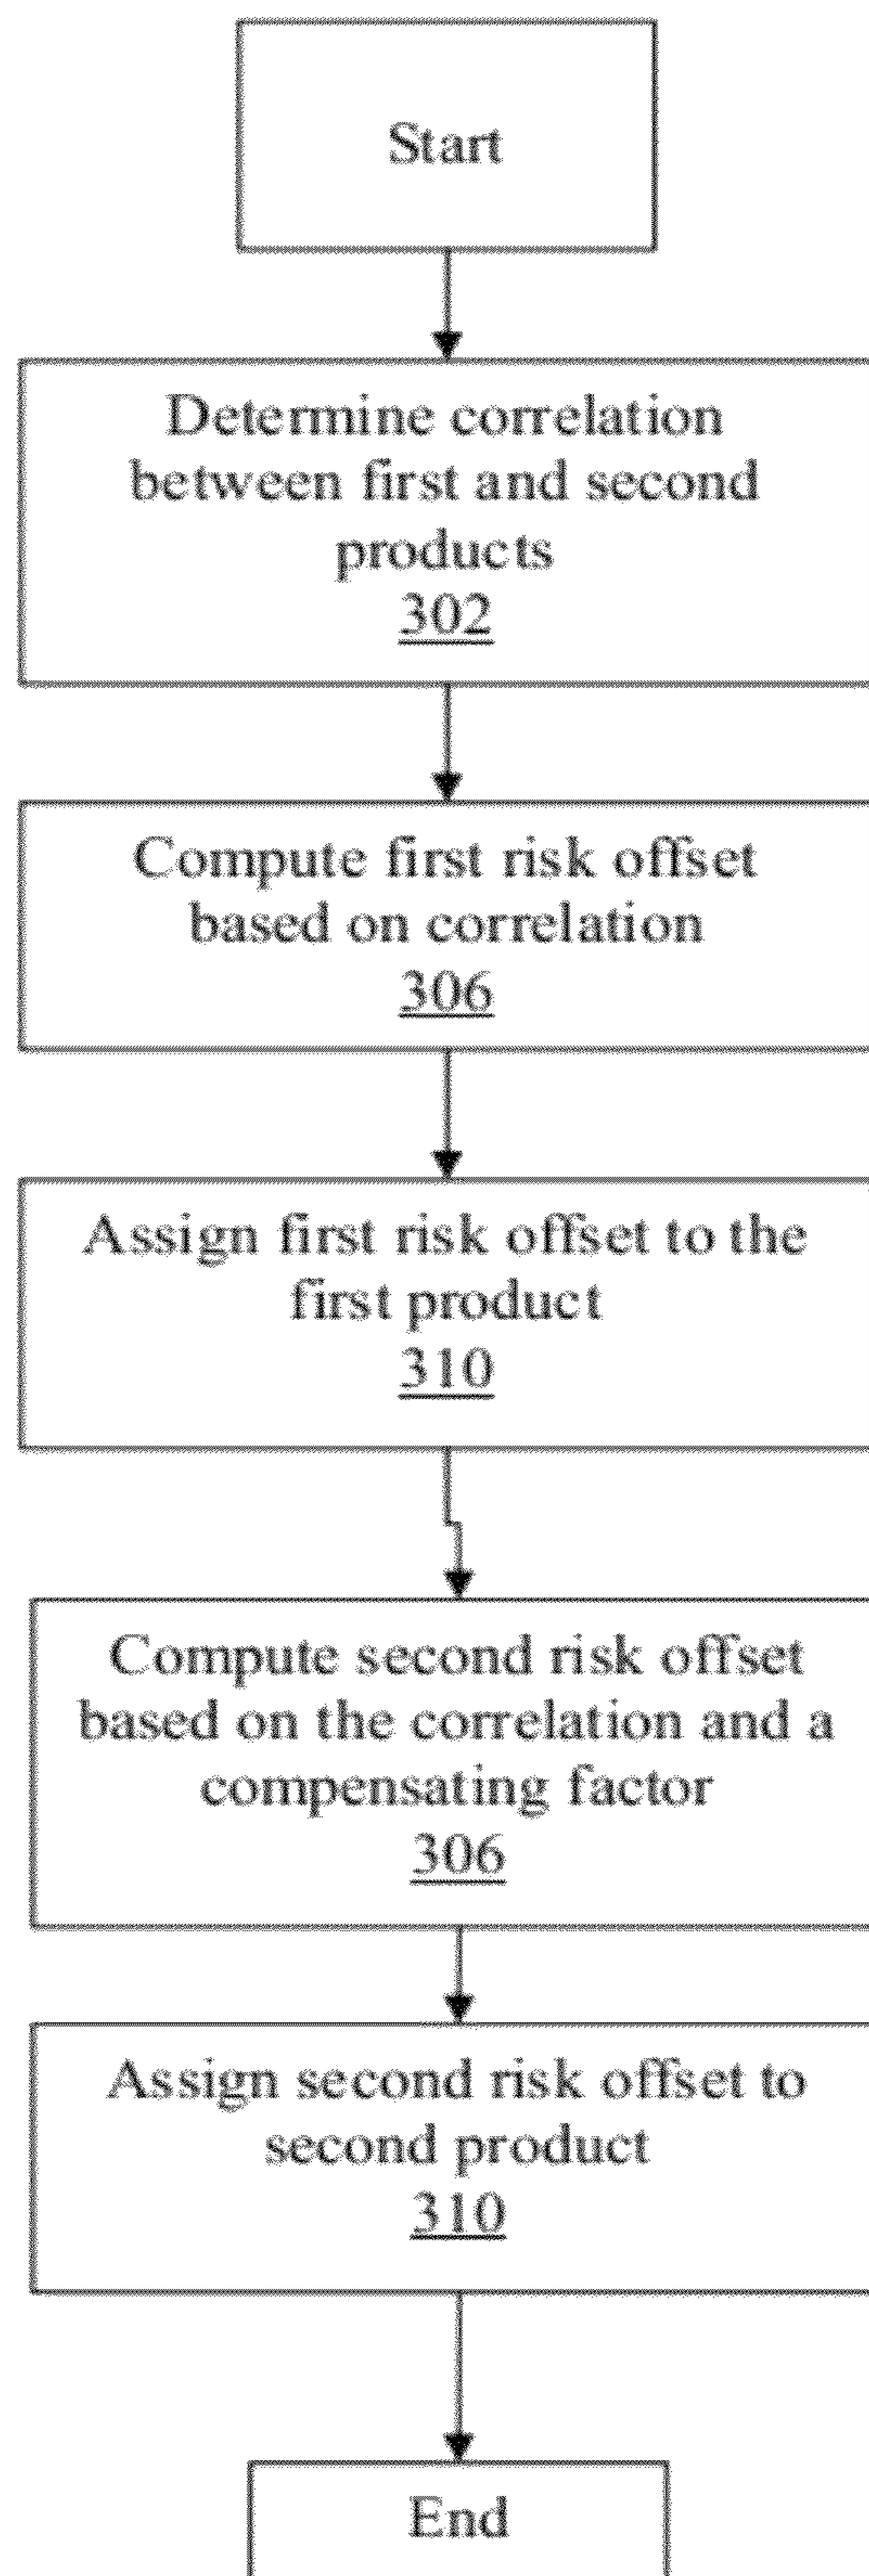 Start
Determine correlation
between first and second
products
302
Compute first risk offset
based on correlation
306
Assign first risk offset to the
first product
310
Compute second risk offset
based on the correlation and a
compensating factor
306
Assign second risk offset to
second product
310
End